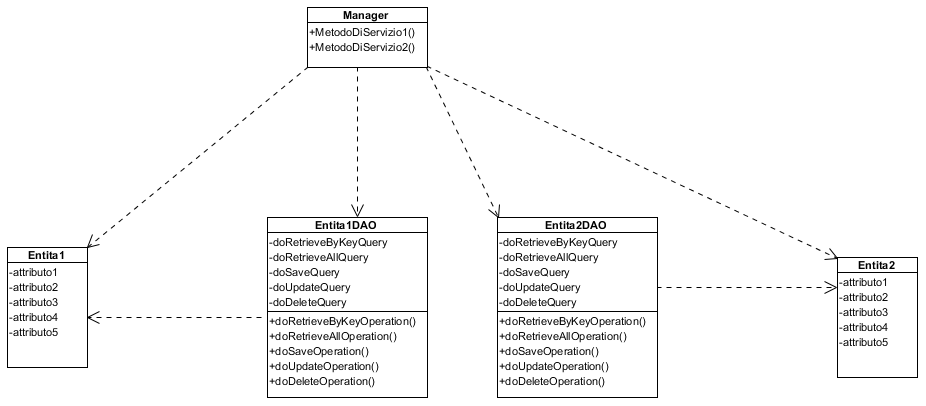 Manager
+MetodoDiServizio1()
+MetodoDiServizio2()
Entita1
-attributo1
-attributo2
-attributo3
-attributo4
-attributo5
Entita1DAO
-doRetrieveByKeyQuery
-doRetrieveAllQuery
-doSaveQuery
-doUpdateQuery
-doDeleteQuery
+doRetrieveByKeyOperation()
+doRetrieveAllOperation()
+doSaveOperation()
+doUpdateOperation()
+doDeleteOperation()
Entita2DAO
-doRetrieveByKeyQuery
-doRetrieveAllQuery
-doSaveQuery
-doUpdateQuery
-doDeleteQuery
+doRetrieveByKeyOperation()
+doRetrieveAllOperation()
+doSaveOperation()
+doUpdateOperation()
+doDeleteOperation()
Entita2
-attributo1
-attributo2
-attributo3
-attributo4
-attributo5